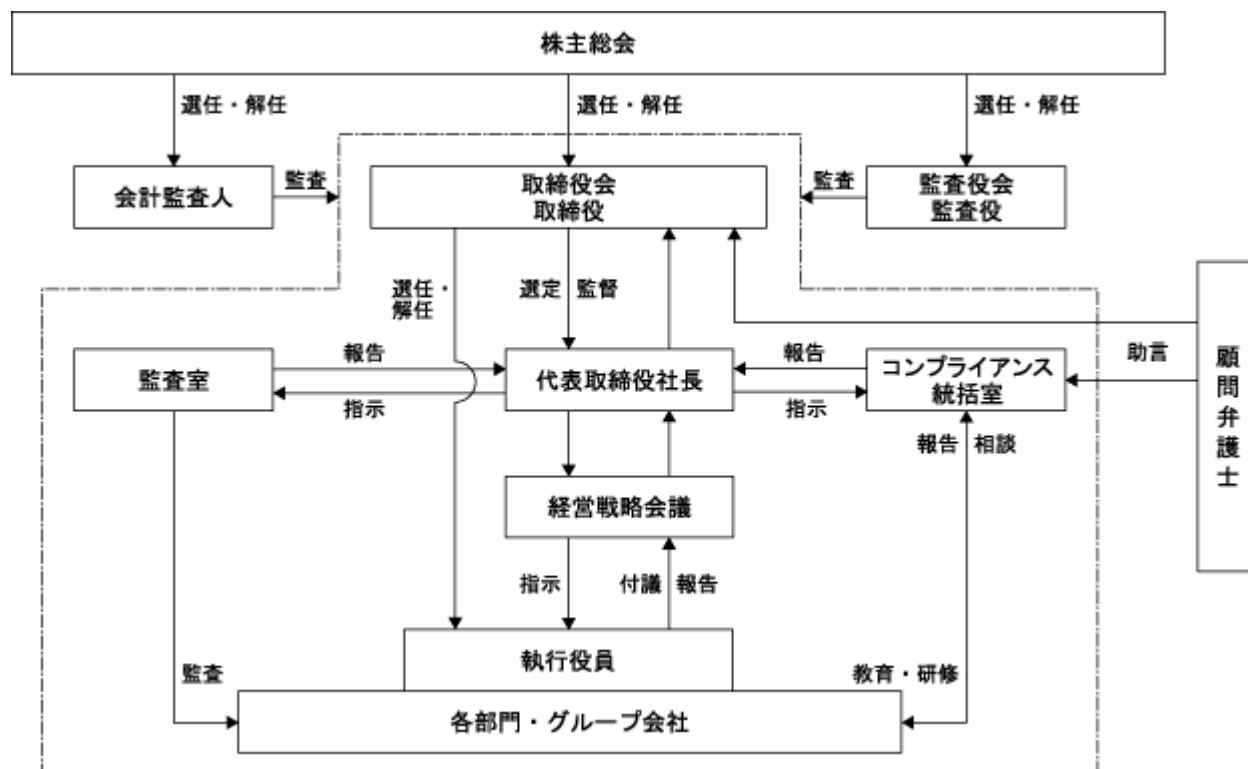 株主総会
選任・解任
選任・解任
選任・解任
会計監査人
監査
取締役会
取締役
監査
監査役会
監査役
選任・
解任
選定
監督
監査室
報告
指示
代表取締役社長
報告
指示
コンプライアンス
統括室
助言
顧問弁護士
報告
相談
経営戦略会議
指示
付議
報告
執行役員
監査
教育・研修
各部門・グループ会社